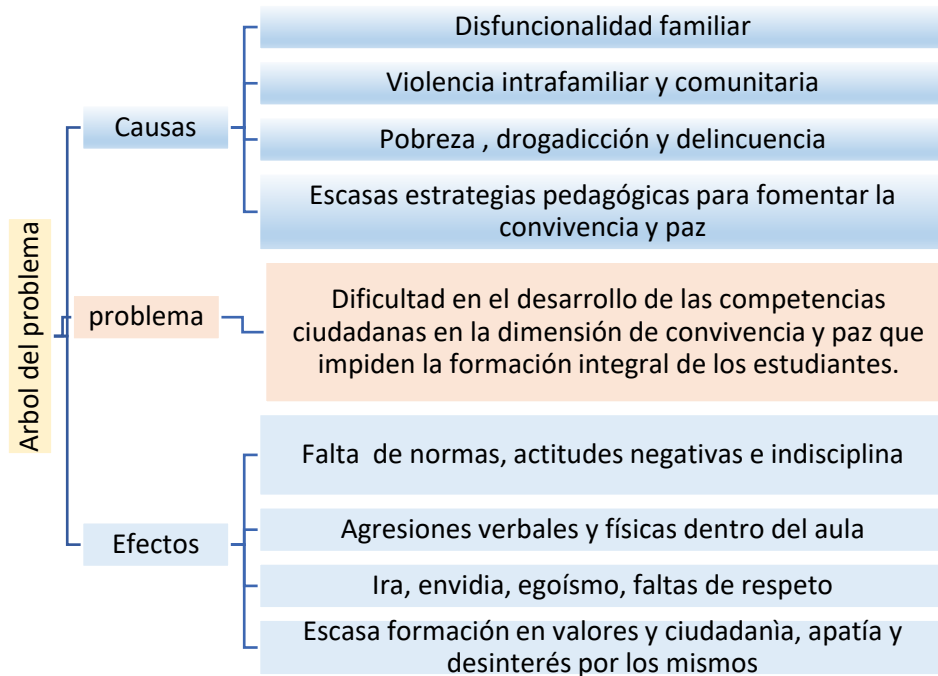 Arbol del problema
Causas
Disfuncionalidad familiar
Violencia intrafamiliar y comunitaria
Pobreza , drogadicción y delincuencia
Escasas estrategias pedagógicas para fomentar la
convivencia y paz
problema
Dificultad en el desarrollo de las competencias
ciudadanas en la dimensión de convivencia y paz que
impiden la formación integral de los estudiantes.
Efectos
Falta  de normas, actitudes negativas e indisciplina
Agresiones verbales y físicas dentro del aula
Ira, envidia, egoísmo, faltas de respeto
Escasa formación en valores y ciudadanìa, apatía y
desinterés por los mismos